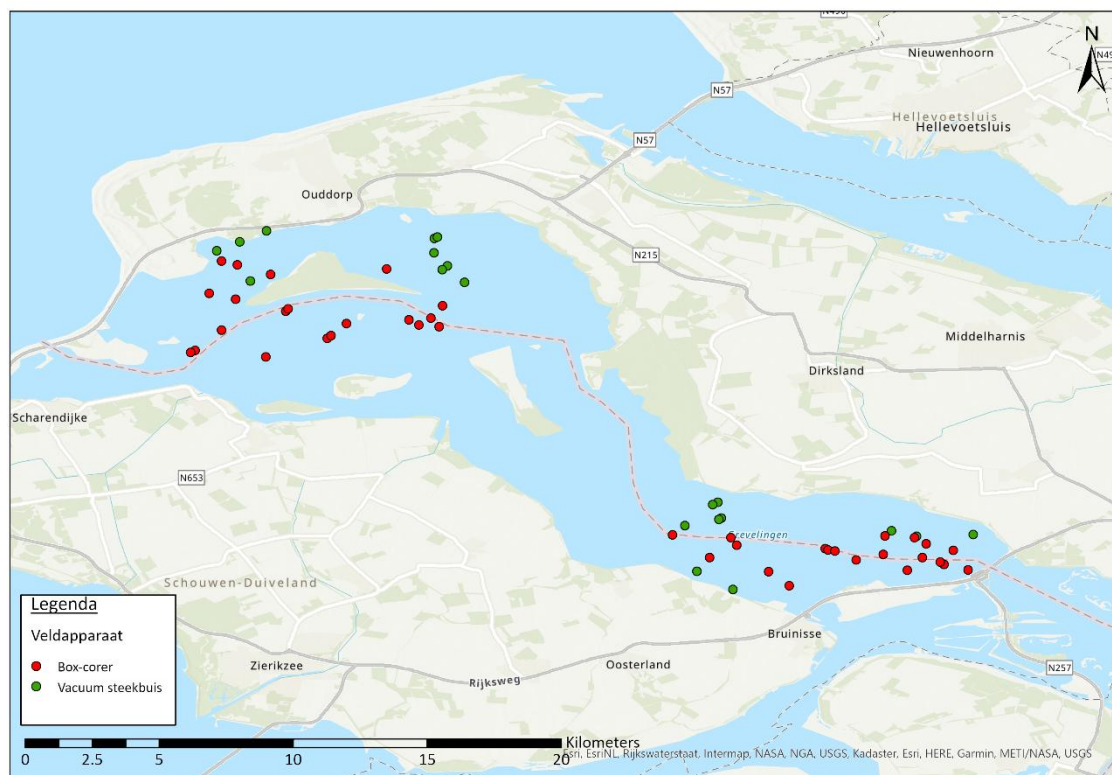 N496
Nieuwenhoorn
N49
N
N57
Hellevoetsluis
Hellevoetsluis
N57
Ouddorp
N215
Middelharnis
Dirksland
Scharendijke
N653
Grevelingen
Schouwen-Duiveland
Legenda
Veldapparaat
Box-corer
Vacuum steekbuis
Bruinisse
Zierikzee
Oosterland
Rijksweg
N257
Kilometers
0 2.5 5 10 15 20
Esri, EsriNL, Rijkswaterstaat, Intermap, NASA, NGA, USGS, Kadaster, Esri, HERE, Garmin, METI/NASA, USGS